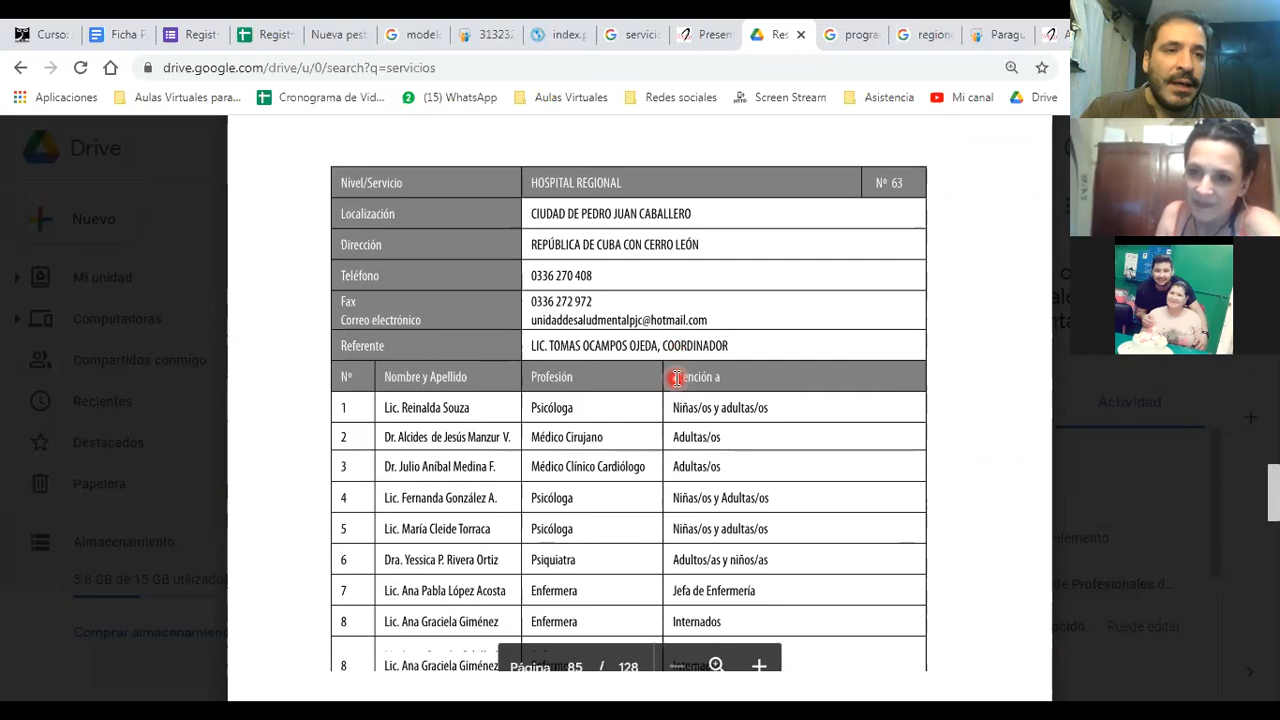 Curso:
Ficha P
Regist
Regist
Nueva pest
modelo
31323
index.p
servicio
Presen
Res
progra
regione
Paragu
drive.google.com/drive/u/0/search?q=servicios
Aplicaciones
Aulas Virtuales para...
Cronograma de Vid...
(15) WhatsApp
Aulas Virtuales
Redes sociales
Screen Stream
Asistencia
Mi canal
Drive
Drive
Nuevo
Mi unidad
Computadoras
Compartidos conmigo
Recientes
Destacados
Papelera
Almacenamiento
5.8 GB de 15 GB utilizado
Comprar almacenamiento
Nivel/Servicio HOSPITAL REGIONAL Nº 63
Localización CIUDAD DE PEDRO JUAN CABALLERO
Dirección REPÚBLICA DE CUBA CON CERRO LEÓN
Teléfono 0336 270 408
Fax 0336 272 972
Correo electrónico unidaddesaludmentalpjc@hotmail.com
Referente LIC. TOMAS OCAMPOS OJEDA, COORDINADOR
Nº Nombre y Apellido Profesión ención a
1 Lic. Reinalda Souza Psicóloga Niñas/os y adultas/os
2 Dr. Alcides de Jesús Manzur V. Médico Cirujano Adultas/os
3 Dr. Julio Aníbal Medina F. Médico Clínico Cardiólogo Adultas/os
4 Lic. Fernanda González A. Psicóloga Niñas/os y Adultas/os
5 Lic. María Cleide Torraca Psicóloga Niñas/os y adultas/os
6 Dra. Yessica P. Rivera Ortiz Psiquiatra Adultos/as y niños/as
7 Lic. Ana Pabla López Acosta Enfermera Jefa de Enfermería
8 Lic. Ana Graciela Giménez Enfermera Internados
8 Lic. Ana Graciela Giménez
Página 85 / 128
Actividad
elemento
de Profesionales d...
Puede editar